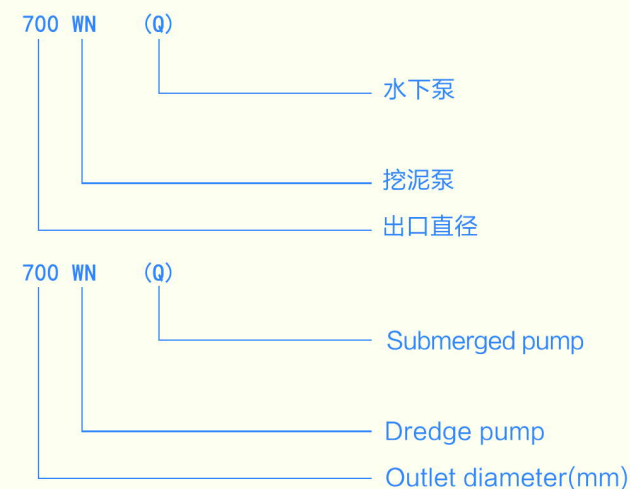 700 WN (Q)
水下泵
挖泥泵
出口直径
700 WN (Q)
Submerged pump
Dredge pump
Outlet diameter(mm)